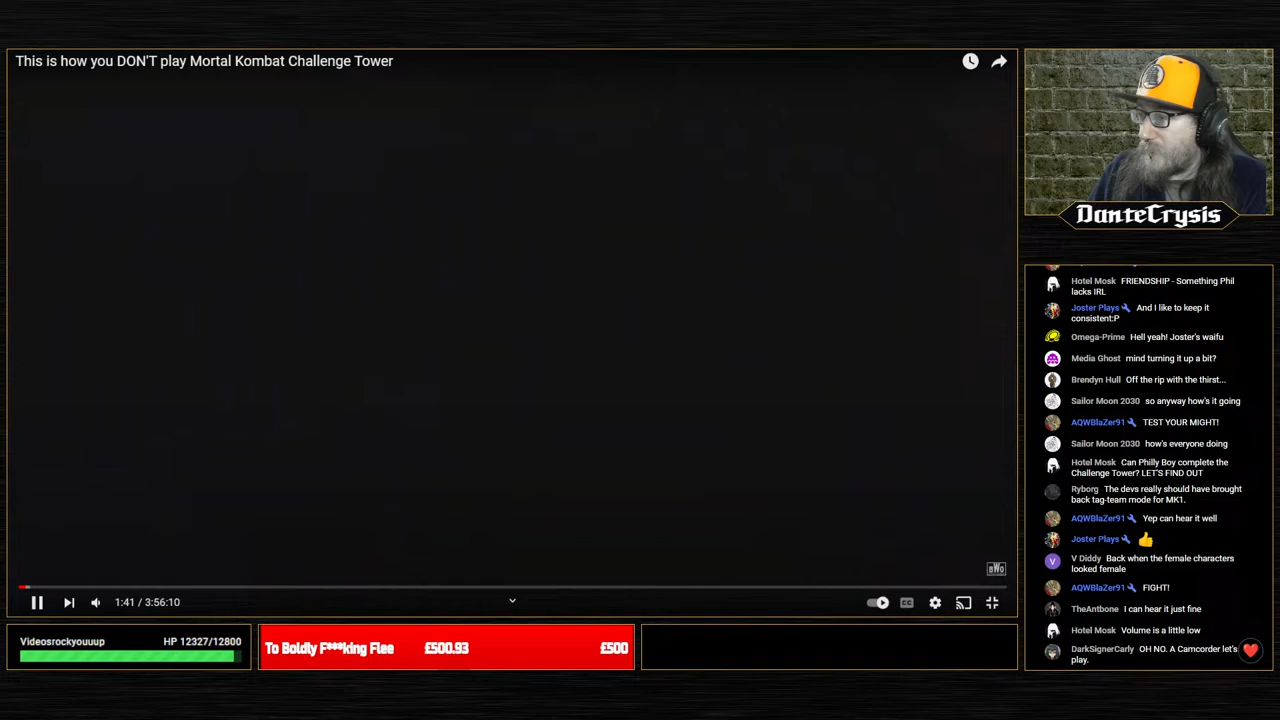 This is how you DON'T play Mortal Kombat Challenge Tower
DanteCrysis
Hotel Mosk FRIENDSHIP - Something Phil
lacks IRL
Joster Plays And I like to keep it
consistent:P
Omega-Prime Hell yeah! Joster's waifu
Media Ghost mind turning it up a bit?
Brendyn Hull Off the rip with the thirst...
Sailor Moon 2030 so anyway how's it going
AQWBlaZer91 TEST YOUR MIGHT!
Sailor Moon 2030 how's everyone doing
Hotel Mosk Can Philly Boy complete the
Challenge Tower? LET'S FIND OUT
Ryborg The devs really should have brought
back tag-team mode for MK1.
AQWBlaZer91 Yep can hear it well
Joster Plays 👍
V Diddy Back when the female characters
looked female
AQWBlaZer91 FIGHT!
TheAntbone I can hear it just fine
Hotel Mosk Volume is a little low
DarkSignerCarly OH NO. A Camcorder let's
play.
BWO
1:41 / 3:56:10
CC
Videosrockyouuup HP 12327/12800
To Boldly F***king Flee £500.93 £500